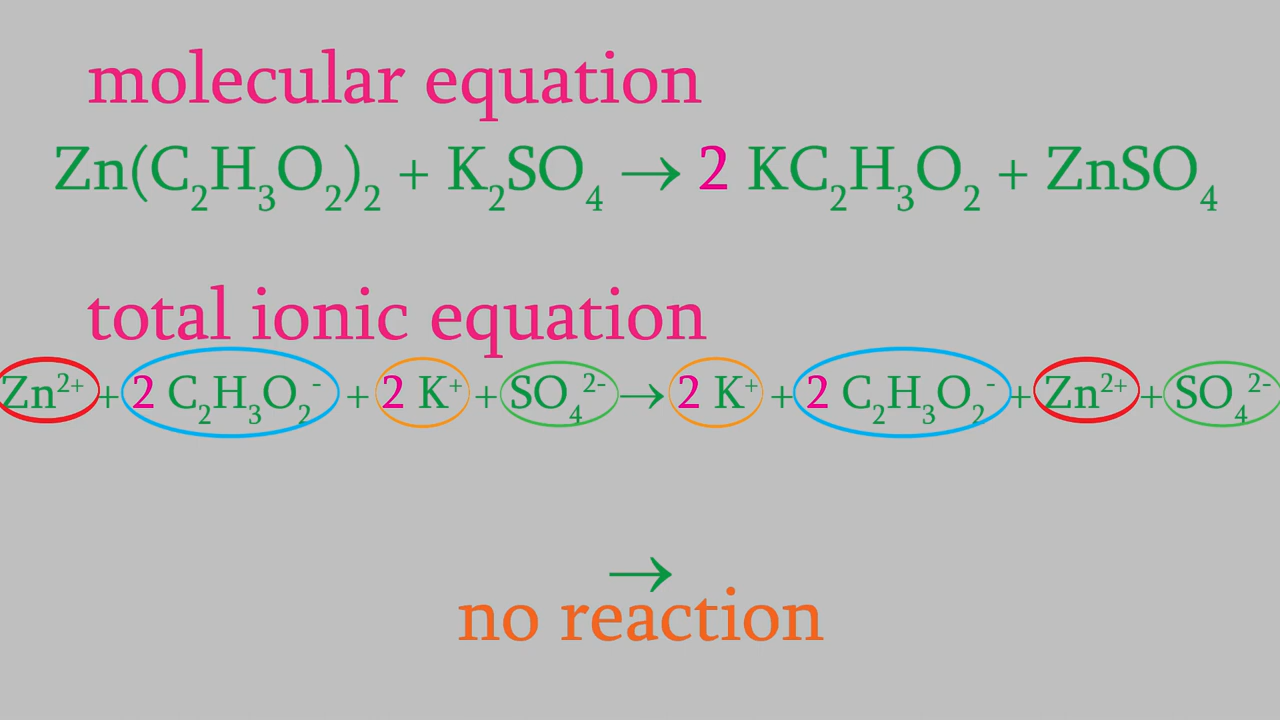 molecular equation
Zn(C₂H₃O₂)₂ + K₂SO₄ → 2 KC₂H₃O₂ + ZnSO₄
total ionic equation
Zn²⁺ + 2 C₂H₃O₂⁻ + 2 K⁺ + SO₄²⁻ → 2 K⁺ + 2 C₂H₃O₂⁻ + Zn²⁺ + SO₄²⁻
→
no reaction